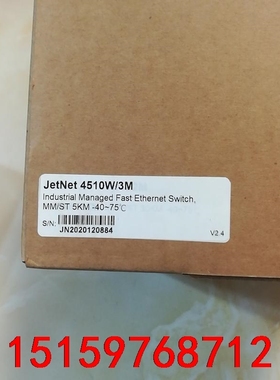 JetNet 4510W/3M
Industrial Managed Fast Ethernet Switch,
MM/ST 5KM -40~75℃
S/N:
JN2020120884
V2.4
15159768712